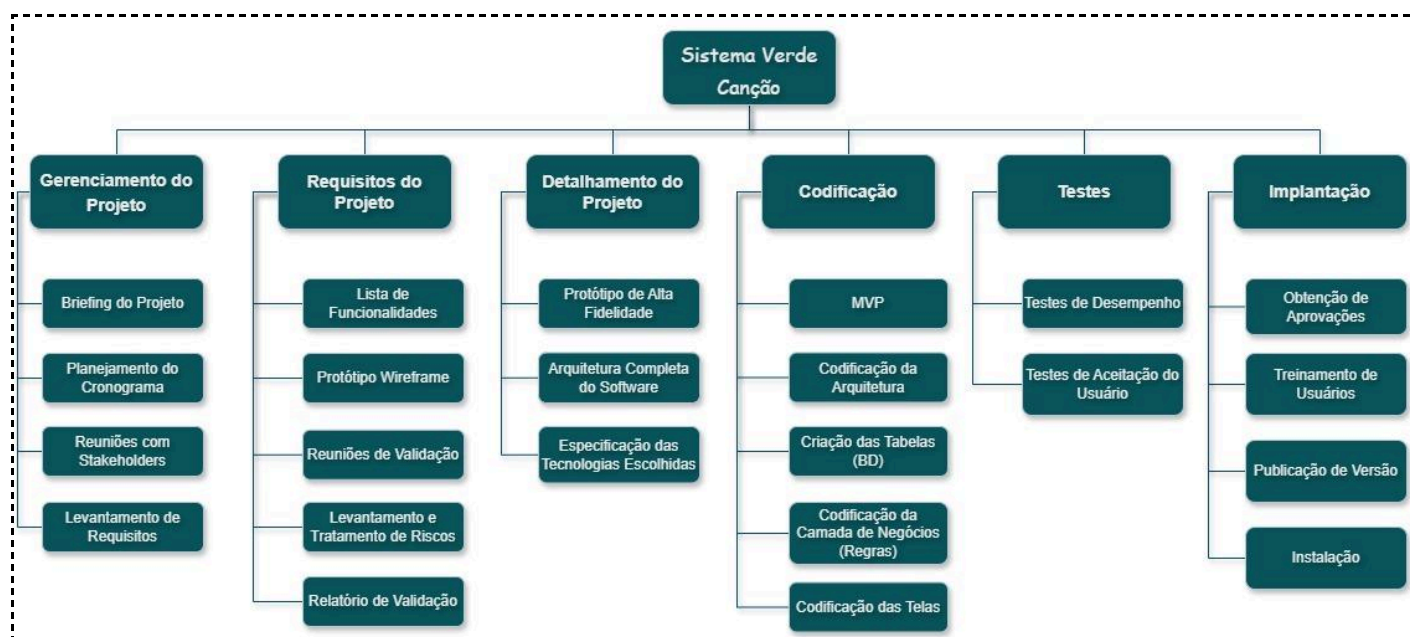 Sistema Verde
Canção
Gerenciamento do
Projeto
Briefing do Projeto
Planejamento do
Cronograma
Reuniões com
Stakeholders
Levantamento de
Requisitos
Requisitos do
Projeto
Lista de
Funcionalidades
Protótipo Wireframe
Reuniões de Validação
Levantamento e
Tratamento de Riscos
Relatório de Validação
Detalhamento do
Projeto
Protótipo de Alta
Fidelidade
Arquitetura Completa
do Software
Especificação das
Tecnologias Escolhidas
Codificação
MVP
Codificação da
Arquitetura
Criação das Tabelas
(BD)
Codificação da
Camada de Negócios
(Regras)
Codificação das Telas
Testes
Testes de Desempenho
Testes de Aceitação do
Usuário
Implantação
Obtenção de
Aprovações
Treinamento de
Usuários
Publicação de Versão
Instalação